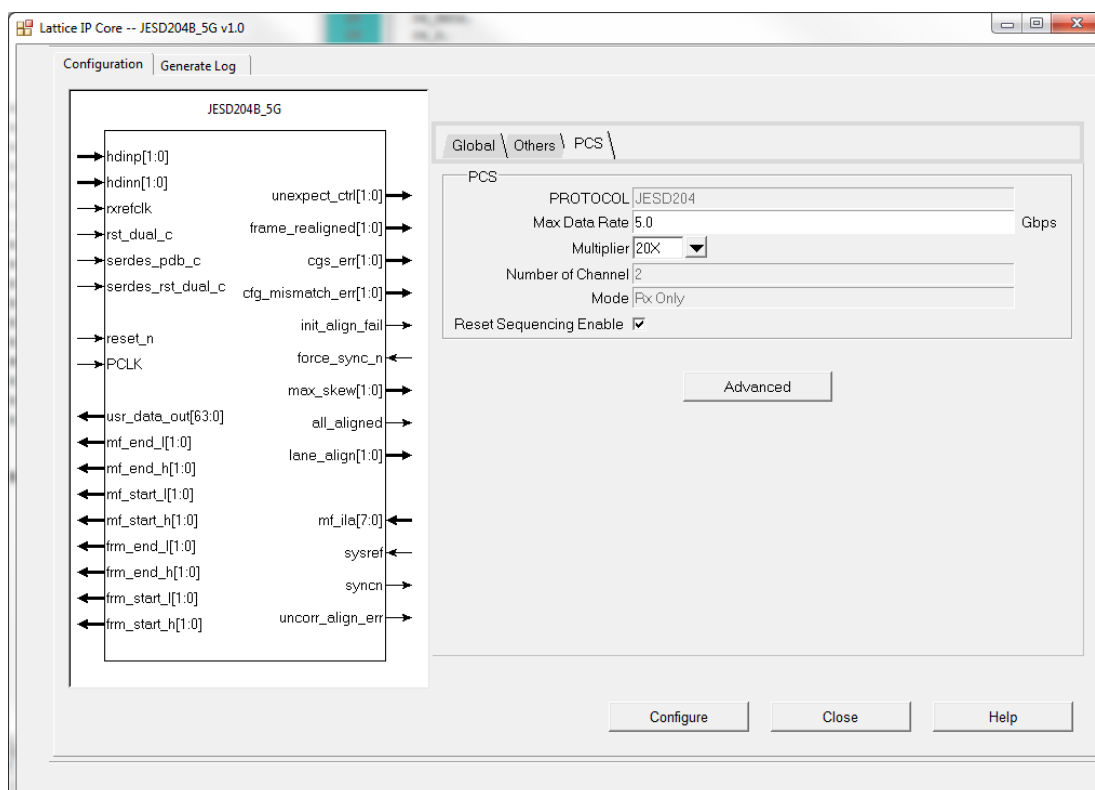 Lattice IP Core -- JESD204B_5G v1.0
Configuration
Generate Log
JESD204B_5G
hdinp[1:0]
hdinn[1:0]
rxrefclk
rst_dual_c
serdes_pdb_c
serdes_rst_dual_c
reset_n
PCLK
usr_data_out[63:0]
mf_end_l[1:0]
mf_end_h[1:0]
mf_start_l[1:0]
mf_start_h[1:0]
frm_end_l[1:0]
frm_end_h[1:0]
frm_start_l[1:0]
frm_start_h[1:0]
unexpect_ctrl[1:0]
frame_realigned[1:0]
cgs_err[1:0]
cfg_mismatch_err[1:0]
init_align_fail
force_sync_n
max_skew[1:0]
all_aligned
lane_align[1:0]
mf_ila[7:0]
sysref
syncn
uncorr_align_err
Global Others PCS
PCS
PROTOCOL JESD204
Max Data Rate 5.0 Gbps
Multiplier 20X
Number of Channel 2
Mode Rx Only
Reset Sequencing Enable
Advanced
Configure
Close
Help